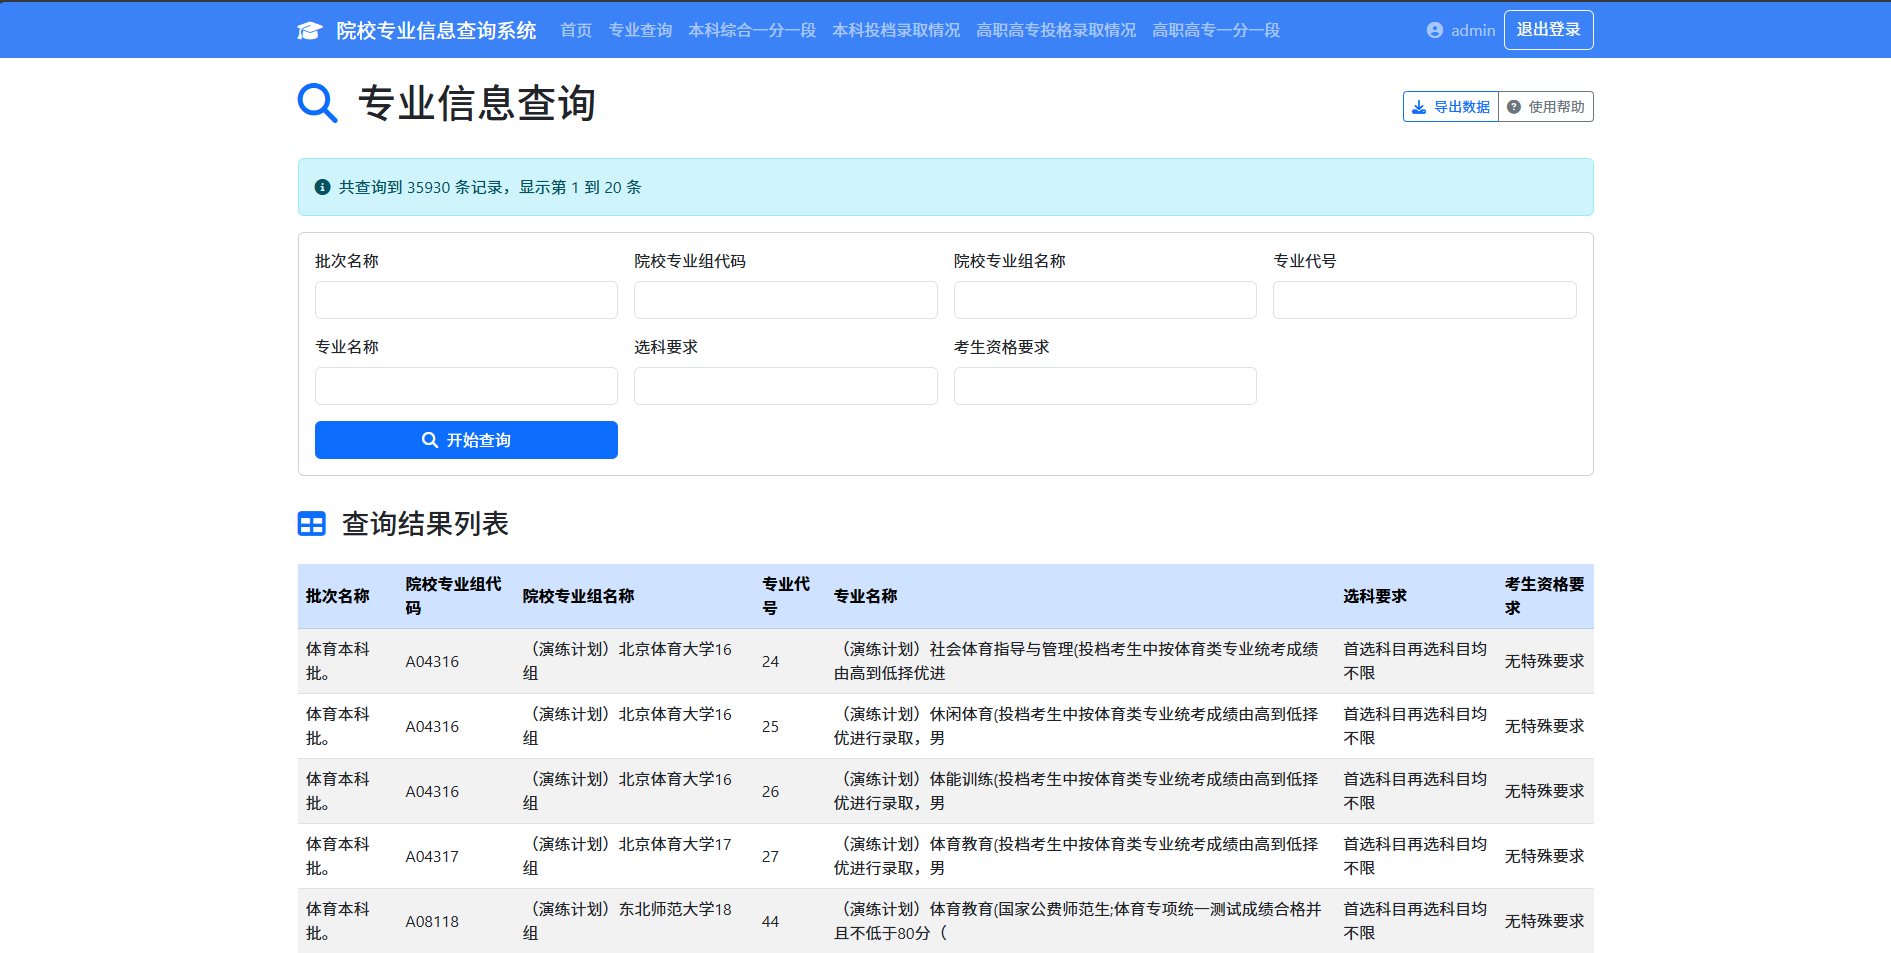 院校专业信息查询系统 首页 专业查询 本科综合一分一段 本科投档录取情况 高职高专投格录取情况 高职高专一分一段 admin 退出登录
专业信息查询
导出数据 使用帮助
共查询到 35930 条记录，显示第 1 到 20 条
批次名称 院校专业组代码 院校专业组名称 专业代号
专业名称 选科要求 考生资格要求
开始查询
查询结果列表
批次名称 院校专业组代码 院校专业组名称 专业代号 专业名称 选科要求 考生资格要求
体育本科批。 A04316 （演练计划）北京体育大学16组 24 （演练计划）社会体育指导与管理(投档考生中按体育类专业统考成绩由高到低择优进 首选科目再选科目均不限 无特殊要求
体育本科批。 A04316 （演练计划）北京体育大学16组 25 （演练计划）休闲体育(投档考生中按体育类专业统考成绩由高到低择优进行录取，男 首选科目再选科目均不限 无特殊要求
体育本科批。 A04316 （演练计划）北京体育大学16组 26 （演练计划）体能训练(投档考生中按体育类专业统考成绩由高到低择优进行录取，男 首选科目再选科目均不限 无特殊要求
体育本科批。 A04317 （演练计划）北京体育大学17组 27 （演练计划）体育教育(投档考生中按体育类专业统考成绩由高到低择优进行录取，男 首选科目再选科目均不限 无特殊要求
体育本科批。 A08118 （演练计划）东北师范大学18组 44 （演练计划）体育教育(国家公费师范生;体育专项统一测试成绩合格并且不低于80分（ 首选科目再选科目均不限 无特殊要求